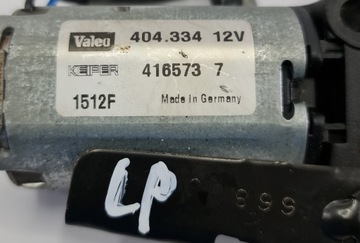 Valeo 404.334 12V
KEIPER 416573 7
1512F Made in Germany
LP